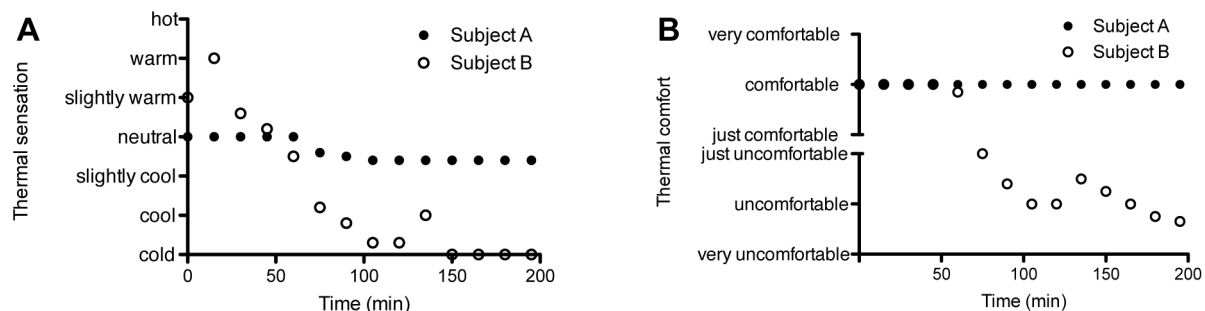 A
Thermal sensation
hot
warm
slightly warm
neutral
slightly cool
cool
cold
Subject A
Subject B
0
50
100
150
200
Time (min)
B
Thermal comfort
very comfortable
comfortable
just comfortable
just uncomfortable
uncomfortable
very uncomfortable
Subject A
Subject B
50
100
150
200
Time (min)